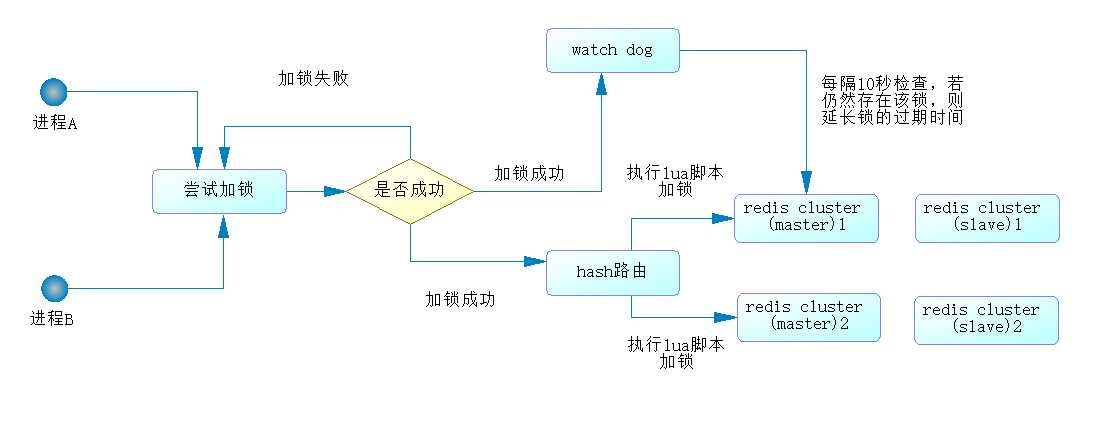 watch dog
加锁失败
每隔10秒检查，若
仍然存在该锁，则
延长锁的过期时间
进程A
尝试加锁
是否成功
加锁成功
执行lua脚本
加锁
redis cluster
(master)1
redis cluster
(slave)1
hash路由
加锁成功
进程B
redis cluster
(master)2
redis cluster
(slave)2
执行lua脚本
加锁